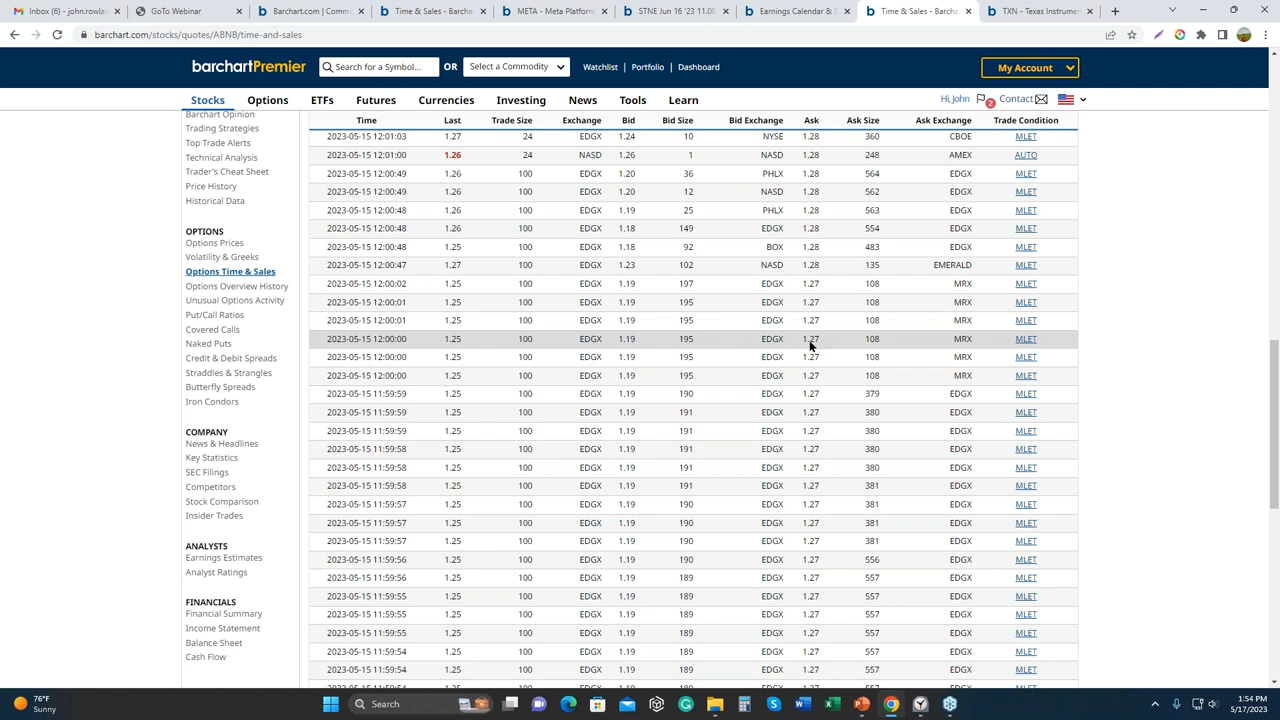 Inbox (6) - john.rowlan
GoTo Webinar
Barchart.com | Comm
Time & Sales - Barchar
META - Meta Platform
STNE Jun 16 '23 11.00
Earnings Calendar & D
Time & Sales - Barcha
TXN - Texas Instrumen
barchart.com/stocks/quotes/ABNB/time-and-sales
barchartPremier
Search for a Symbol...
OR
Select a Commodity
Watchlist
Portfolio
Dashboard
My Account
Stocks
Options
ETFs
Futures
Currencies
Investing
News
Tools
Learn
Hi, John
2
Contact
Barchart Opinion
Trading Strategies
Top Trade Alerts
Technical Analysis
Trader's Cheat Sheet
Price History
Historical Data
OPTIONS
Options Prices
Volatility & Greeks
Options Time & Sales
Options Overview History
Unusual Options Activity
Put/Call Ratios
Covered Calls
Naked Puts
Credit & Debit Spreads
Straddles & Strangles
Butterfly Spreads
Iron Condors
COMPANY
News & Headlines
Key Statistics
SEC Filings
Competitors
Stock Comparison
Insider Trades
ANALYSTS
Earnings Estimates
Analyst Ratings
FINANCIALS
Financial Summary
Income Statement
Balance Sheet
Cash Flow
Time Last Trade Size Exchange Bid Bid Size Bid Exchange Ask Ask Size Ask Exchange Trade Condition
2023-05-15 12:01:03 1.27 24 EDGX 1.24 10 NYSE 1.28 360 CBOE MLET
2023-05-15 12:01:00 1.26 24 NASD 1.26 1 NASD 1.28 248 AMEX AUTO
2023-05-15 12:00:49 1.26 100 EDGX 1.20 36 PHLX 1.28 564 EDGX MLET
2023-05-15 12:00:49 1.26 100 EDGX 1.20 12 NASD 1.28 562 EDGX MLET
2023-05-15 12:00:48 1.26 100 EDGX 1.19 25 PHLX 1.28 563 EDGX MLET
2023-05-15 12:00:48 1.26 100 EDGX 1.18 149 EDGX 1.28 554 EDGX MLET
2023-05-15 12:00:48 1.25 100 EDGX 1.18 92 BOX 1.28 483 EDGX MLET
2023-05-15 12:00:47 1.27 100 EDGX 1.23 102 NASD 1.28 135 EMERALD MLET
2023-05-15 12:00:02 1.25 100 EDGX 1.19 197 EDGX 1.27 108 MRX MLET
2023-05-15 12:00:01 1.25 100 EDGX 1.19 195 EDGX 1.27 108 MRX MLET
2023-05-15 12:00:01 1.25 100 EDGX 1.19 195 EDGX 1.27 108 MRX MLET
2023-05-15 12:00:00 1.25 100 EDGX 1.19 195 EDGX 1.27 108 MRX MLET
2023-05-15 12:00:00 1.25 100 EDGX 1.19 195 EDGX 1.27 108 MRX MLET
2023-05-15 12:00:00 1.25 100 EDGX 1.19 195 EDGX 1.27 108 MRX MLET
2023-05-15 11:59:59 1.25 100 EDGX 1.19 190 EDGX 1.27 379 EDGX MLET
2023-05-15 11:59:59 1.25 100 EDGX 1.19 191 EDGX 1.27 380 EDGX MLET
2023-05-15 11:59:59 1.25 100 EDGX 1.19 191 EDGX 1.27 380 EDGX MLET
2023-05-15 11:59:58 1.25 100 EDGX 1.19 191 EDGX 1.27 380 EDGX MLET
2023-05-15 11:59:58 1.25 100 EDGX 1.19 191 EDGX 1.27 380 EDGX MLET
2023-05-15 11:59:58 1.25 100 EDGX 1.19 191 EDGX 1.27 381 EDGX MLET
2023-05-15 11:59:57 1.25 100 EDGX 1.19 190 EDGX 1.27 381 EDGX MLET
2023-05-15 11:59:57 1.25 100 EDGX 1.19 190 EDGX 1.27 381 EDGX MLET
2023-05-15 11:59:57 1.25 100 EDGX 1.19 190 EDGX 1.27 381 EDGX MLET
2023-05-15 11:59:56 1.25 100 EDGX 1.19 190 EDGX 1.27 556 EDGX MLET
2023-05-15 11:59:56 1.25 100 EDGX 1.19 189 EDGX 1.27 557 EDGX MLET
2023-05-15 11:59:55 1.25 100 EDGX 1.19 189 EDGX 1.27 557 EDGX MLET
2023-05-15 11:59:55 1.25 100 EDGX 1.19 189 EDGX 1.27 557 EDGX MLET
2023-05-15 11:59:55 1.25 100 EDGX 1.19 189 EDGX 1.27 557 EDGX MLET
2023-05-15 11:59:54 1.25 100 EDGX 1.19 189 EDGX 1.27 557 EDGX MLET
2023-05-15 11:59:54 1.25 100 EDGX 1.19 189 EDGX 1.27 557 EDGX MLET
76°F
Sunny
Search
1:54 PM
5/17/2023